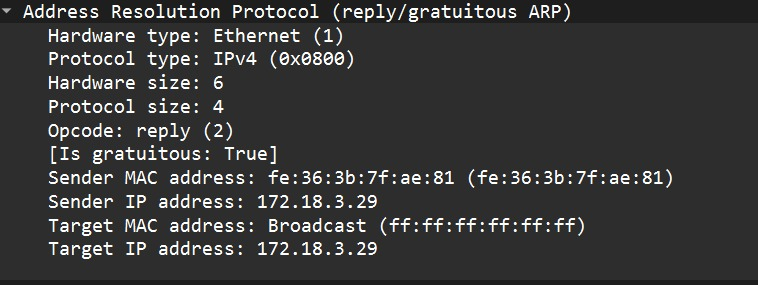 Address Resolution Protocol (reply/gratuitous ARP)
Hardware type: Ethernet (1)
Protocol type: IPv4 (0x0800)
Hardware size: 6
Protocol size: 4
Opcode: reply (2)
[Is gratuitous: True]
Sender MAC address: fe:36:3b:7f:ae:81 (fe:36:3b:7f:ae:81)
Sender IP address: 172.18.3.29
Target MAC address: Broadcast (ff:ff:ff:ff:ff:ff)
Target IP address: 172.18.3.29